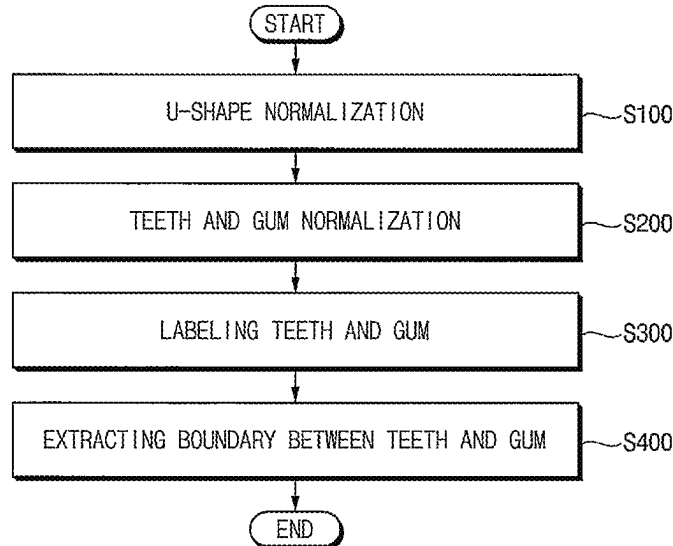 START
U-SHAPE NORMALIZATION
S100
TEETH AND GUM NORMALIZATION
S200
LABELING TEETH AND GUM
S300
EXTRACTING BOUNDARY BETWEEN TEETH AND GUM
S400
END